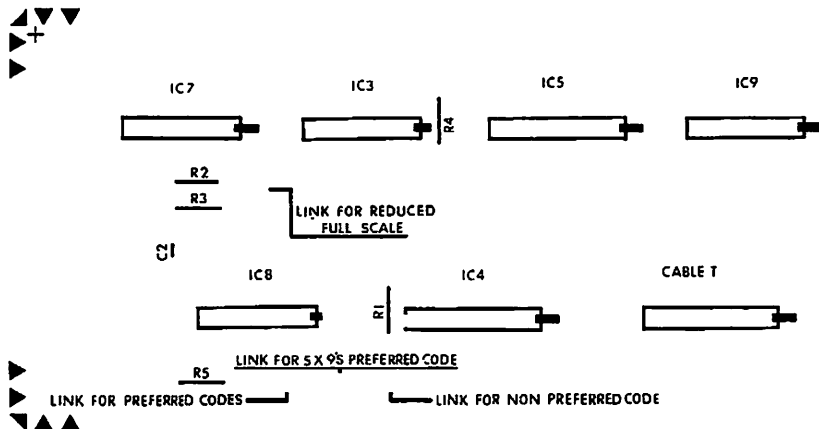 IC7
IC3
IC5
IC9
R4
R2
R3
LINK FOR REDUCED
FULL SCALE
C2
IC8
IC4
CABLE T
R1
LINK FOR 5 X 9'S PREFERRED CODE
R5
LINK FOR PREFERRED CODES
LINK FOR NON PREFERRED CODE